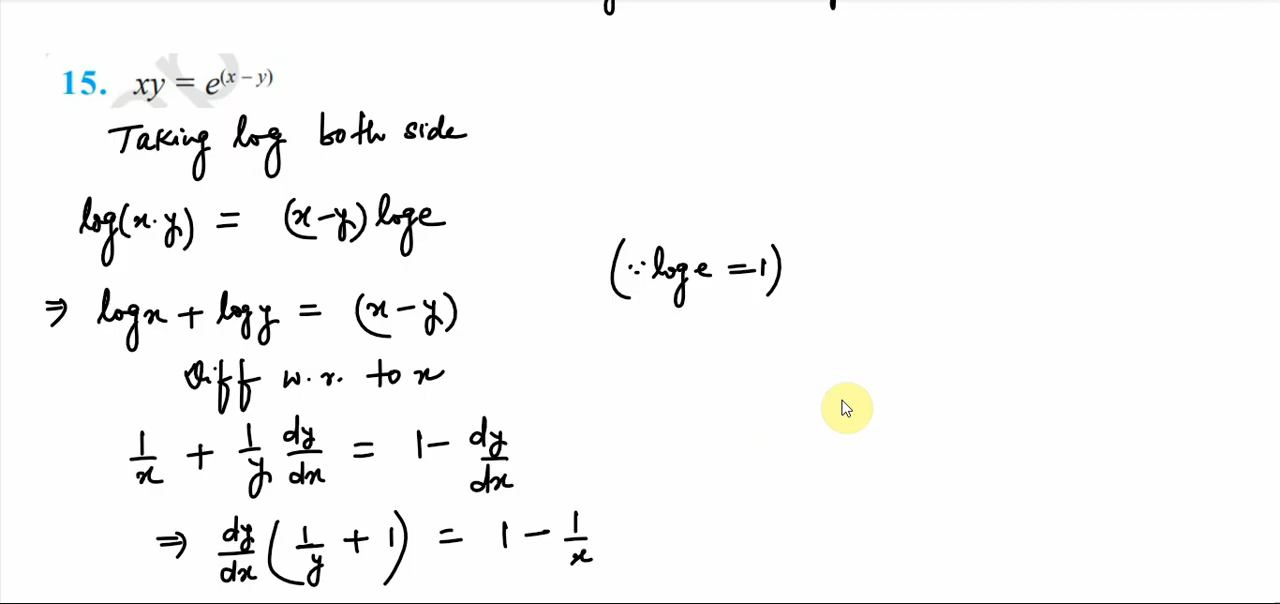 15. xy = e^(x – y)
Taking log both side
log(x·y) = (x-y) log e
(∵ log e = 1)
⇒ log x + log y = (x-y)
Diff w.r. to x
1/x + 1/y dy/dx = 1 - dy/dx
⇒ dy/dx (1/y + 1) = 1 - 1/x